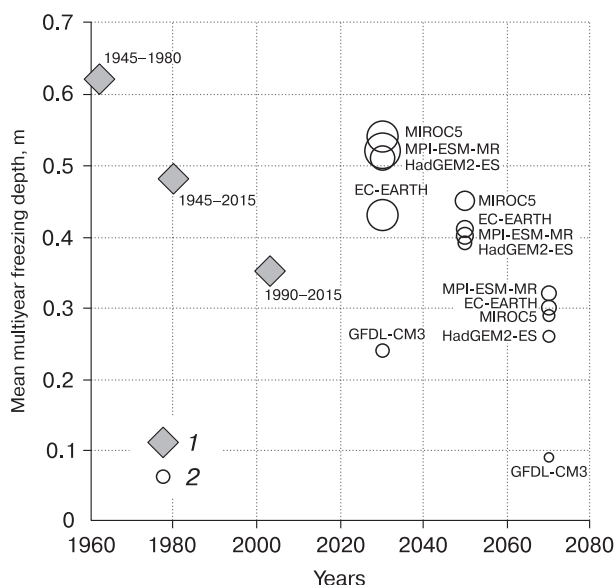 Mean multiyear freezing depth, m
0.7
0.6
0.5
0.4
0.3
0.2
0.1
0
1945–1980
1945–2015
1990–2015
MIROC5
MPI-ESM-MR
HadGEM2-ES
EC-EARTH
GFDL-CM3
MIROC5
EC-EARTH
MPI-ESM-MR
HadGEM2-ES
MPI-ESM-MR
EC-EARTH
MIROC5
HadGEM2-ES
GFDL-CM3
1
2
1960 1980 2000 2020 2040 2060 2080
Years